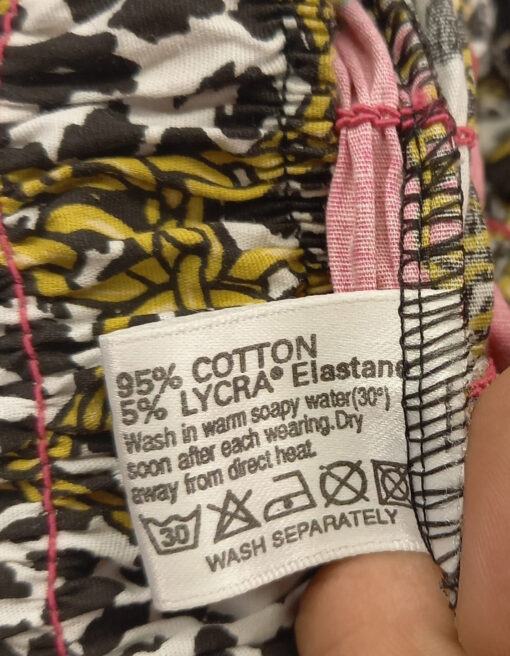 95% COTTON
5% LYCRA® Elastane
Wash in warm soapy water(30°)
soon after each wearing.Dry
away from direct heat.
30
WASH SEPARATELY